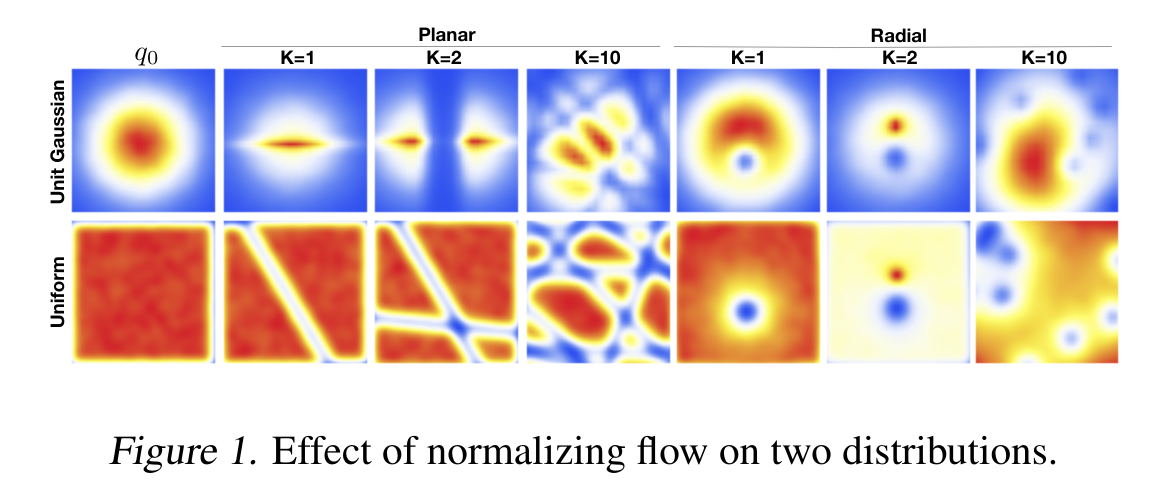 Planar Radial
q0 K=1 K=2 K=10 K=1 K=2 K=10
Unit Gaussian
Uniform
Figure 1. Effect of normalizing flow on two distributions.